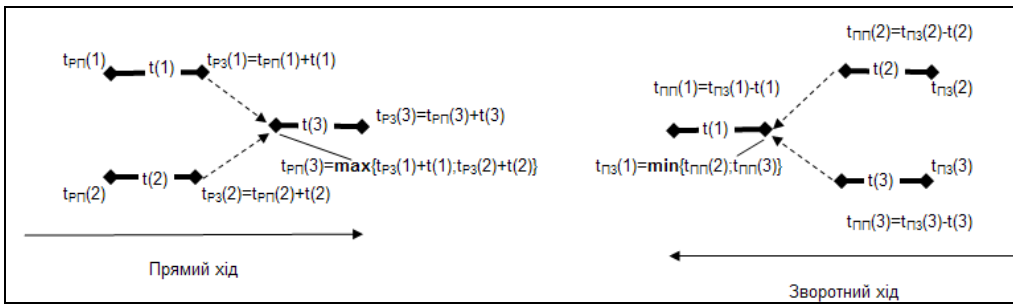 tРП(1) t(1) tРЗ(1)=tРП(1)+t(1)
t(3) tРЗ(3)=tРП(3)+t(3)
tРП(3)=max{tРЗ(1)+t(1);tРЗ(2)+t(2)}
tРП(2) t(2) tРЗ(2)=tРП(2)+t(2)
Прямий хід
tПП(2)=tПЗ(2)-t(2)
t(2)
tПЗ(2)
tПП(1)=tПЗ(1)-t(1)
t(1)
tПЗ(1)=min{tПП(2);tПП(3)}
tПЗ(3)
t(3)
tПП(3)=tПЗ(3)-t(3)
Зворотний хід